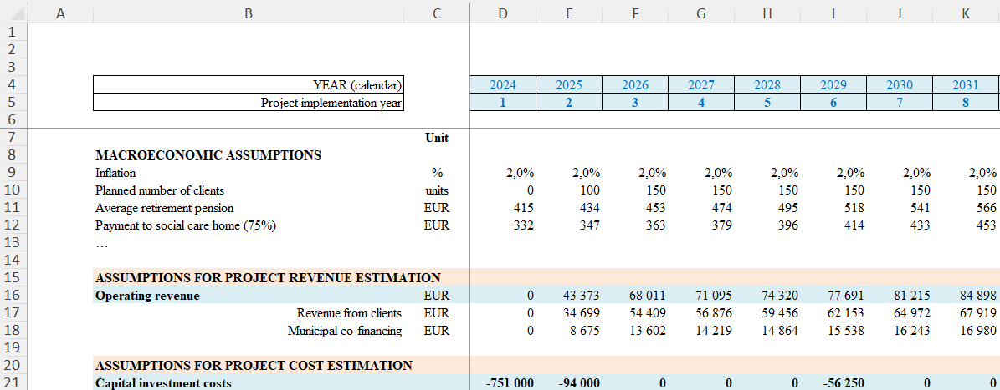 A B C D E F G H I J K
1
2
3
4 YEAR (calendar) 2024 2025 2026 2027 2028 2029 2030 2031
5 Project implementation year 1 2 3 4 5 6 7 8
6
7 Unit
8 MACROECONOMIC ASSUMPTIONS
9 Inflation % 2,0% 2,0% 2,0% 2,0% 2,0% 2,0% 2,0% 2,0%
10 Planned number of clients units 0 100 150 150 150 150 150 150
11 Average retirement pension EUR 415 434 453 474 495 518 541 566
12 Payment to social care home (75%) EUR 332 347 363 379 396 414 433 453
13 ...
14
15 ASSUMPTIONS FOR PROJECT REVENUE ESTIMATION
16 Operating revenue EUR 0 43 373 68 011 71 095 74 320 77 691 81 215 84 898
17 Revenue from clients EUR 0 34 699 54 409 56 876 59 456 62 153 64 972 67 919
18 Municipal co-financing EUR 0 8 675 13 602 14 219 14 864 15 538 16 243 16 980
19
20 ASSUMPTIONS FOR PROJECT COST ESTIMATION
21 Capital investment costs -751 000 -94 000 0 0 0 -56 250 0 0